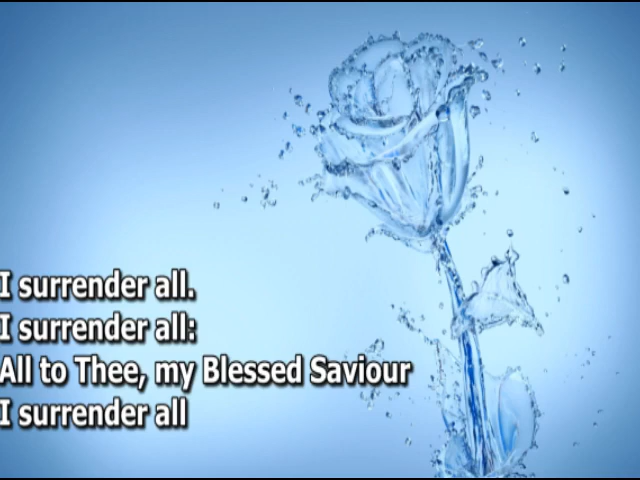 I surrender all.
I surrender all:
All to Thee, my Blessed Saviour
I surrender all